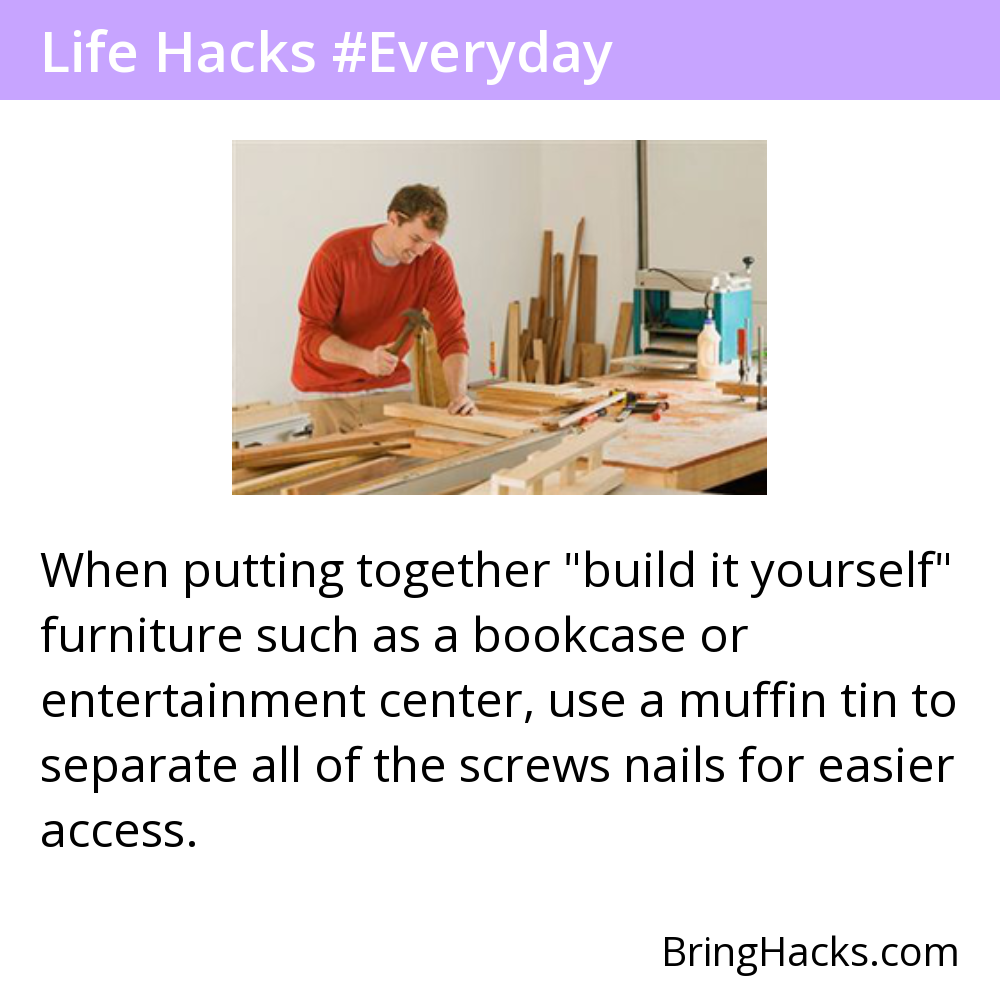 Life Hacks #Everyday
When putting together "build it yourself"
furniture such as a bookcase or
entertainment center, use a muffin tin to
separate all of the screws nails for easier
access.
BringHacks.com